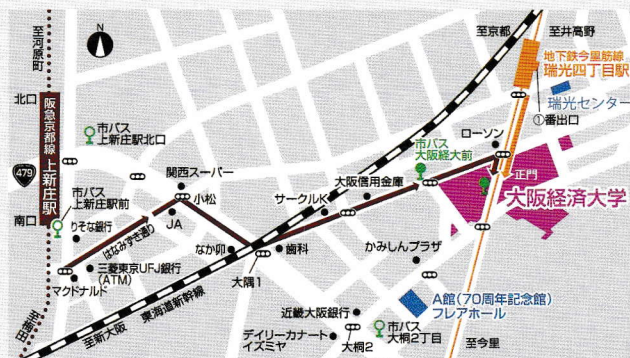 至河原町
N
至京都
至井高野
地下鉄今里筋線
瑞光四丁目駅
瑞光センター
①番出口
北口
阪急京都線 上新庄駅
479
南口
市バス
上新庄駅北口
市バス
上新庄駅前
りそな銀行
関西スーパー
小松
JA
はなみずき通り
三菱東京UFJ銀行
(ATM)
マクドナルド
至梅田
なか卯
歯科
大隅1
サークルK
大阪信用金庫
市バス
大阪経大前
ローソン
正門
大阪経済大学
かみしんプラザ
至新大阪
東海道新幹線
近畿大阪銀行
デイリーカナート
イズミヤ
大桐2
市バス
大桐2丁目
A館(70周年記念館)
フレアホール
至今里